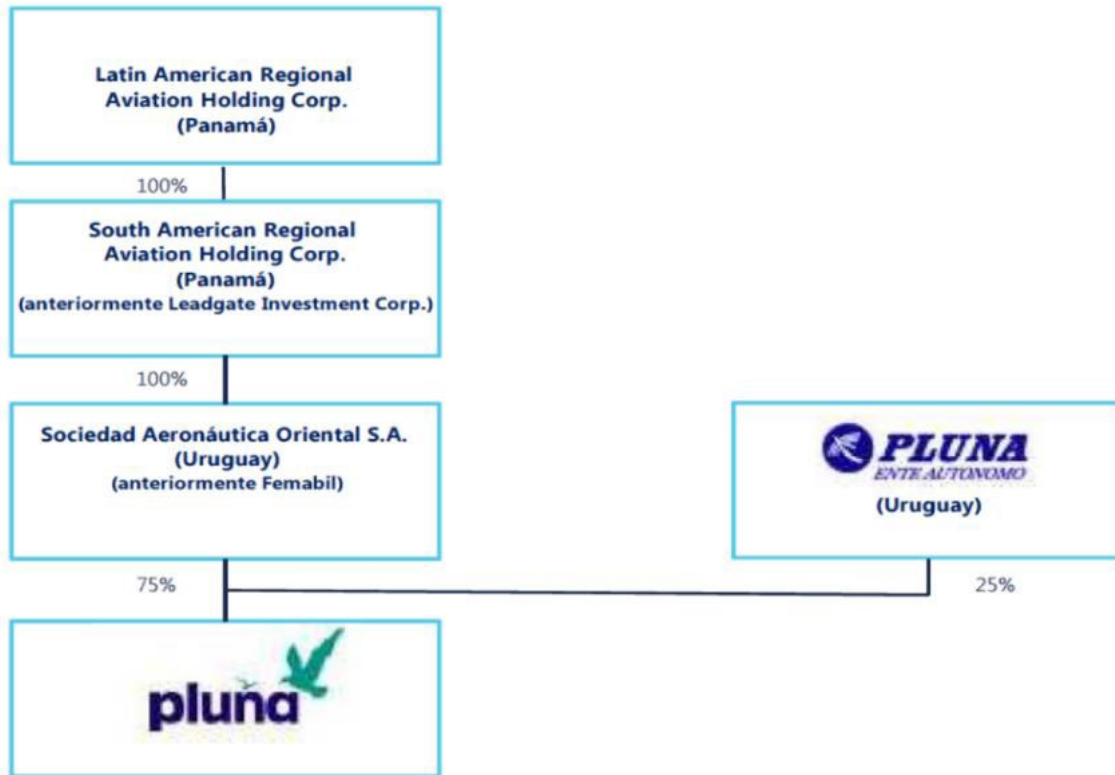 Latin American Regional
Aviation Holding Corp.
(Panamá)
100%
South American Regional
Aviation Holding Corp.
(Panamá)
(anteriormente Leadgate Investment Corp.)
100%
Sociedad Aeronáutica Oriental S.A.
(Uruguay)
(anteriormente Femabil)
PLUNA
ENTE AUTONOMO
(Uruguay)
75%
25%
pluna